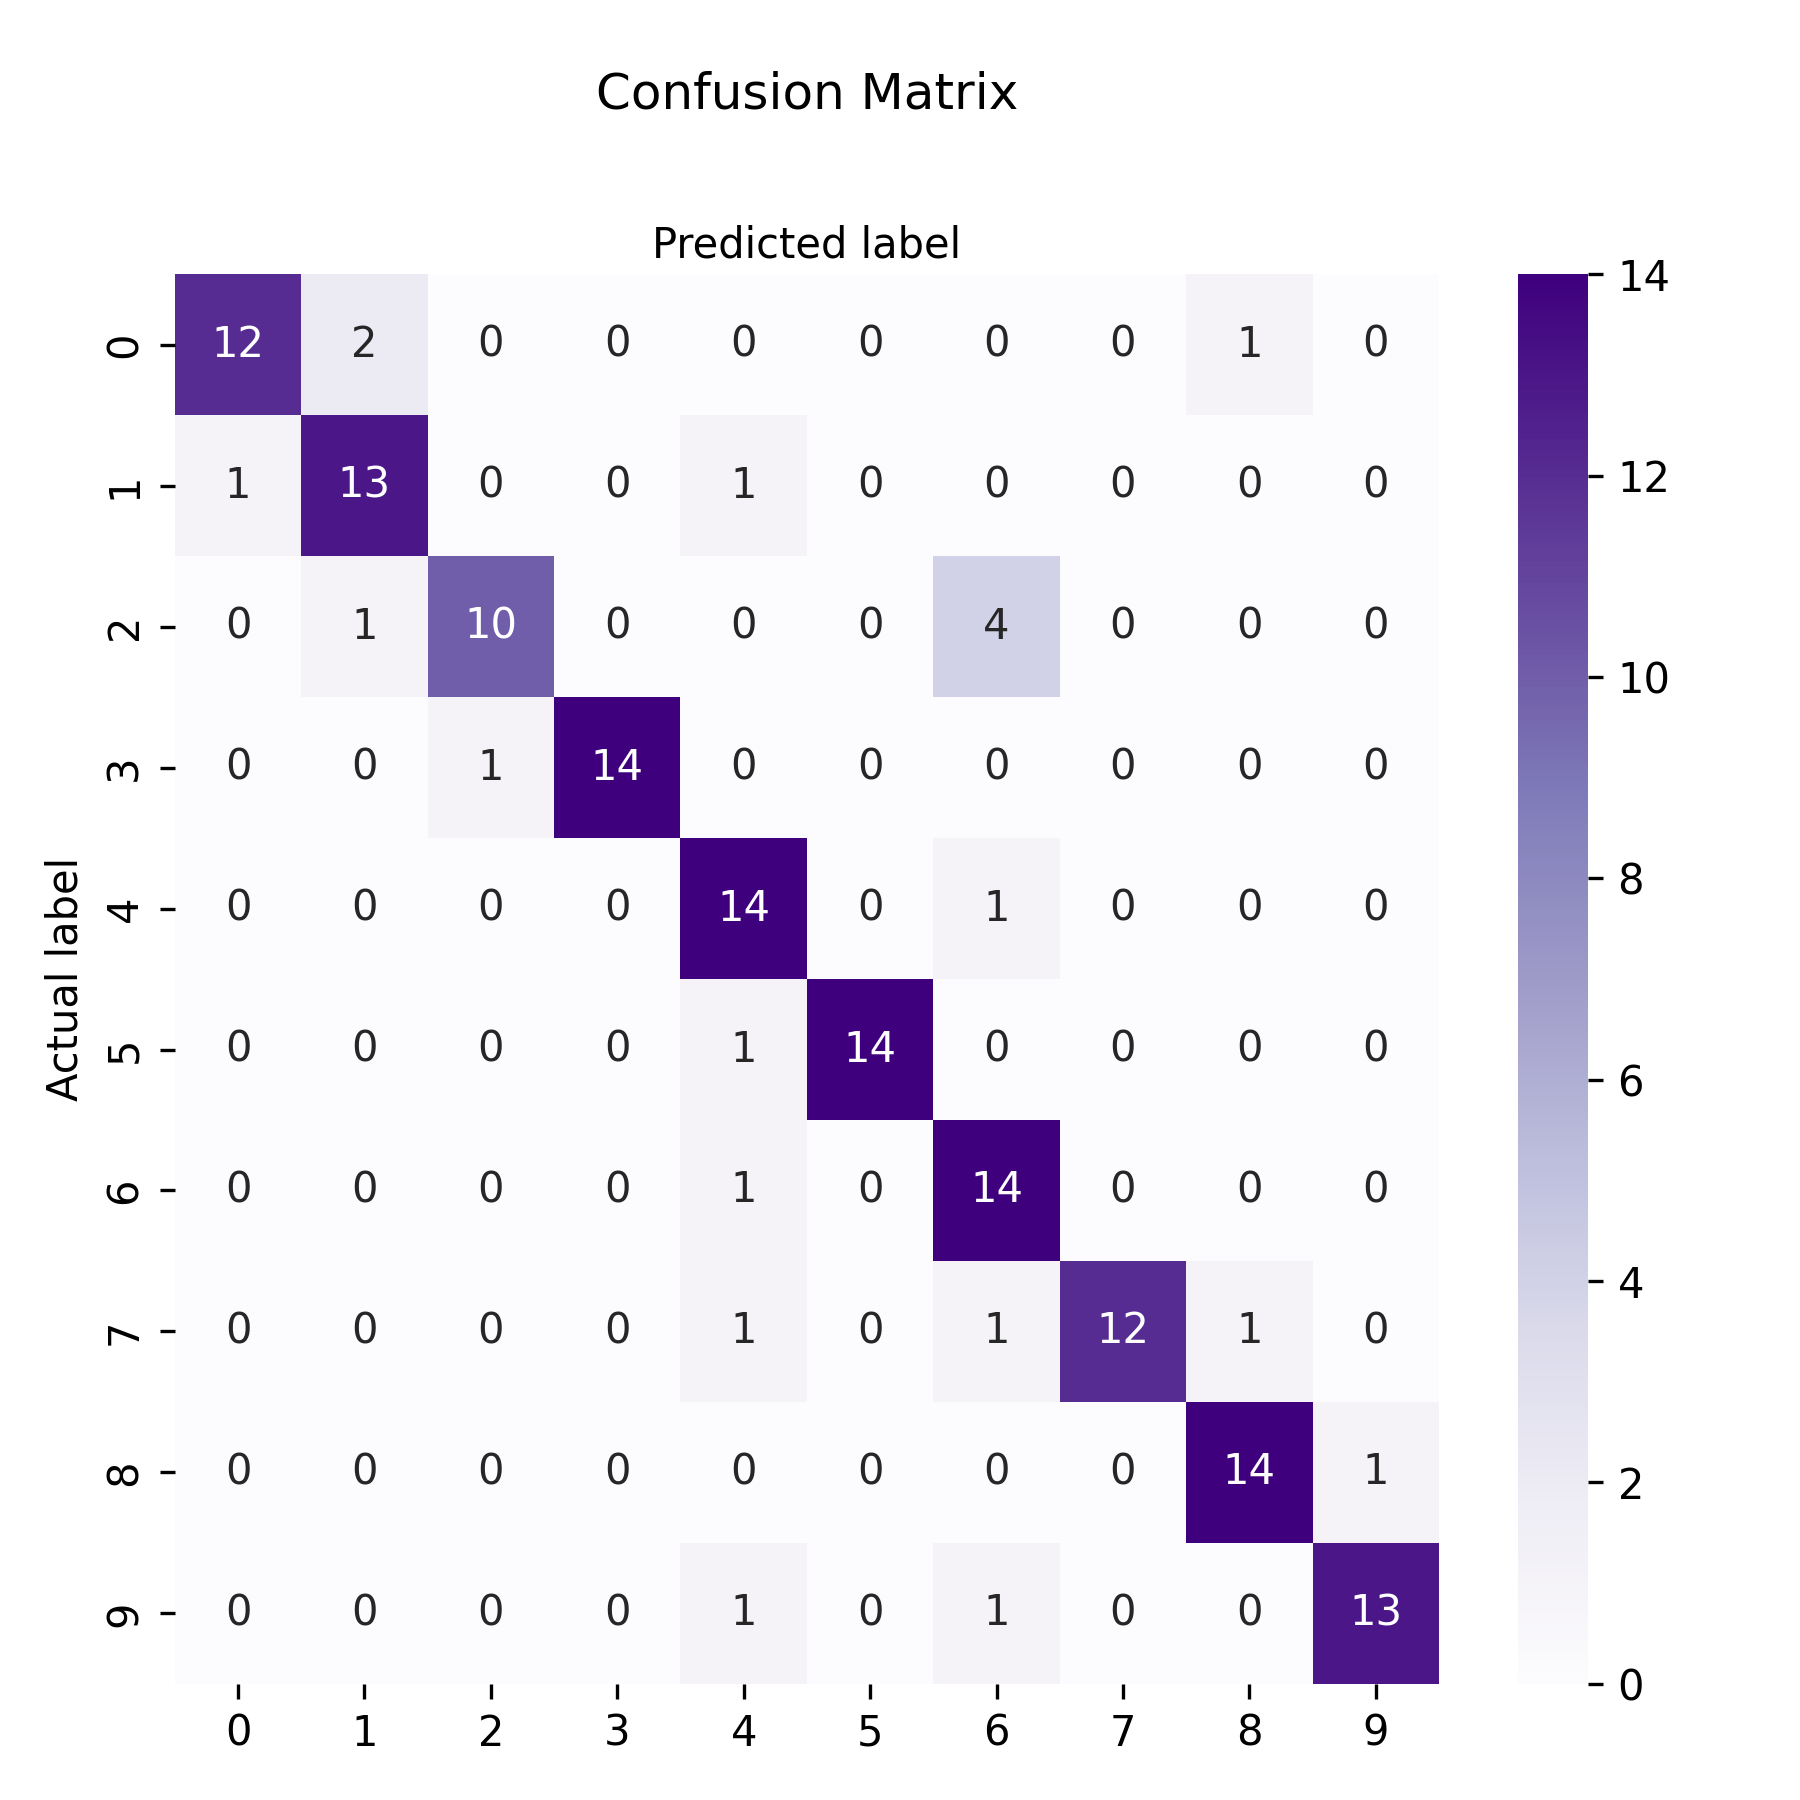 Confusion Matrix
Predicted label
0 12 2 0 0 0 0 0 0 1 0
1 1 13 0 0 1 0 0 0 0 0
2 0 1 10 0 0 0 4 0 0 0
3 0 0 1 14 0 0 0 0 0 0
4 0 0 0 0 14 0 1 0 0 0
5 0 0 0 0 1 14 0 0 0 0
6 0 0 0 0 1 0 14 0 0 0
7 0 0 0 0 1 0 1 12 1 0
8 0 0 0 0 0 0 0 0 14 1
9 0 0 0 0 1 0 1 0 0 13
0 1 2 3 4 5 6 7 8 9
Actual label
14
12
10
8
6
4
2
0